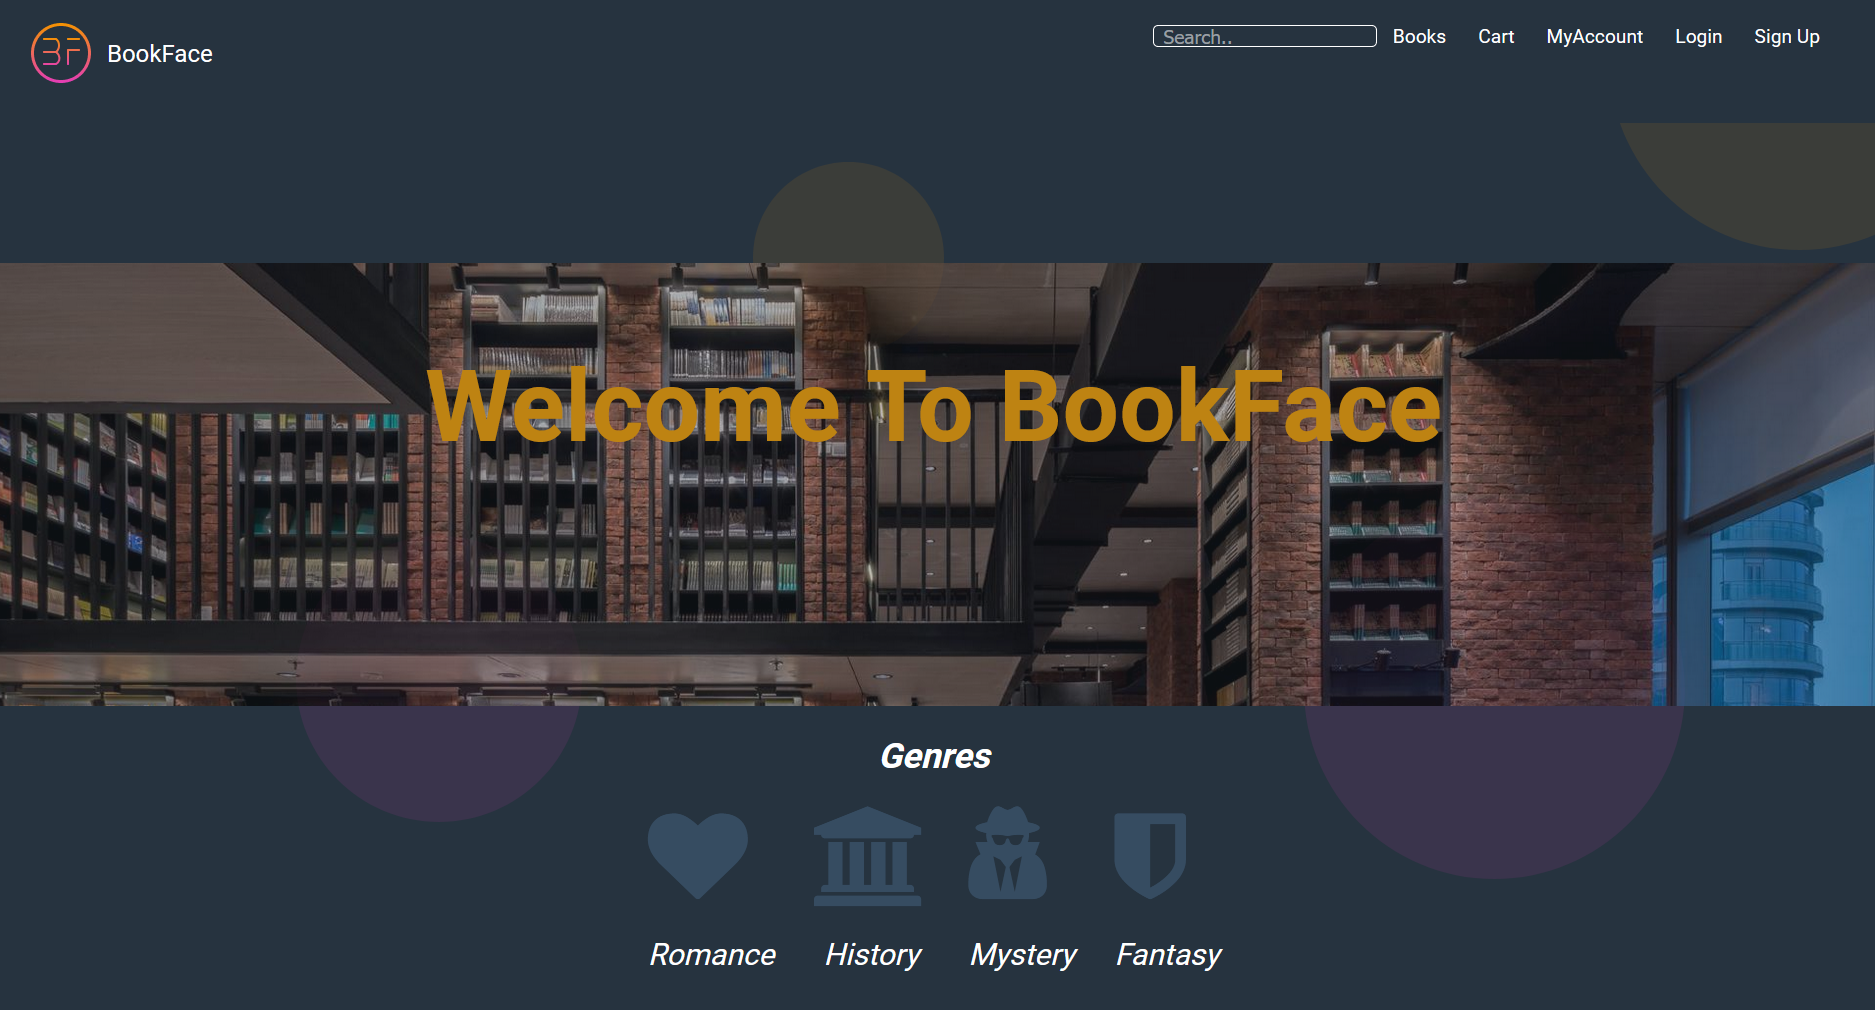 BF
BookFace
Search..
Books
Cart
MyAccount
Login
Sign Up
Welcome To BookFace
Genres
Romance
History
Mystery
Fantasy